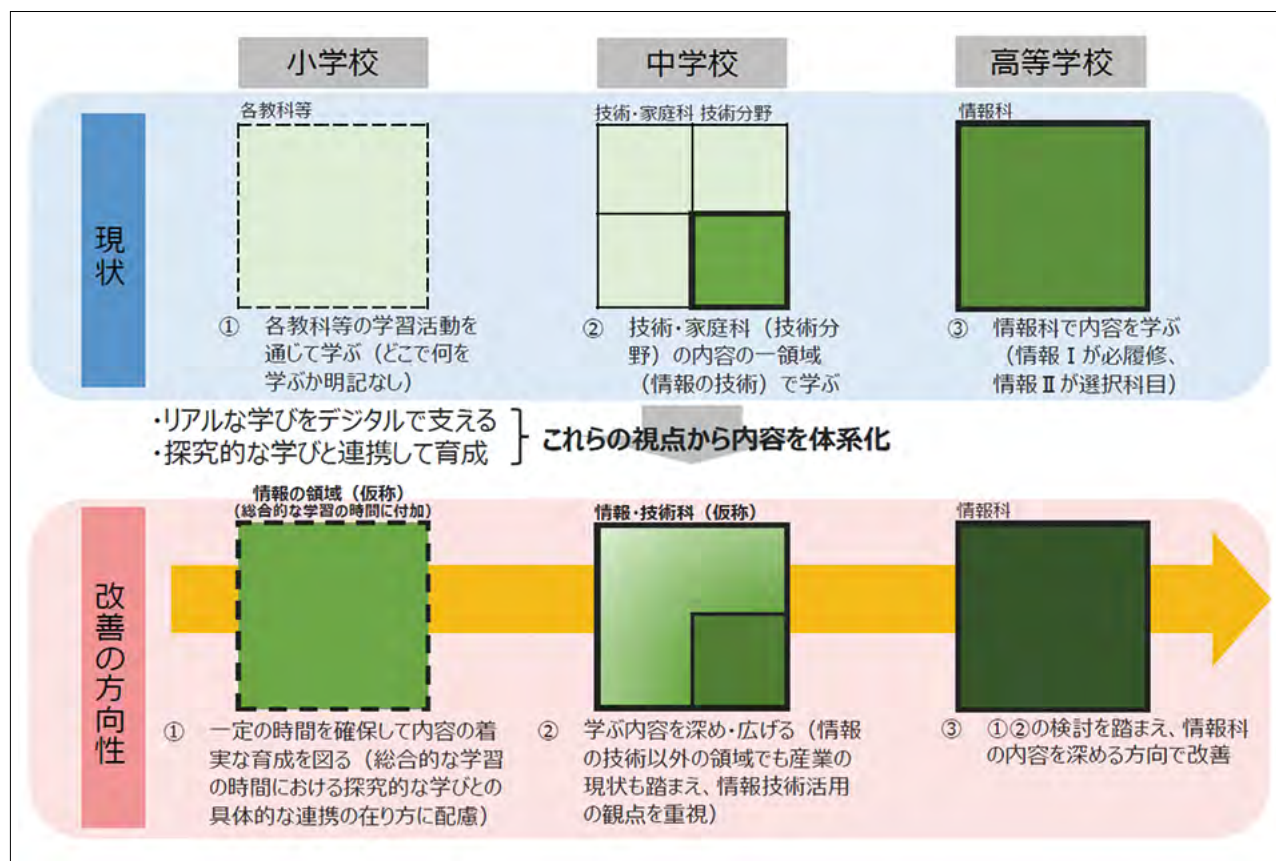 小学校
中学校
高等学校
現状
各教科等
技術・家庭科 技術分野
情報科
① 各教科等の学習活動を
通じて学ぶ（どこで何を
学ぶか明記なし）
② 技術・家庭科（技術分
野）の内容の一領域
（情報の技術）で学ぶ
③ 情報科で内容を学ぶ
（情報Ⅰが必履修、
情報Ⅱが選択科目）
・リアルな学びをデジタルで支える
・探究的な学びと連携して育成
これらの視点から内容を体系化
改善の方向性
情報の領域（仮称）
（総合的な学習の時間に付加）
情報・技術科（仮称）
情報科
① 一定の時間を確保して内容の着
実な育成を図る（総合的な学習
の時間における探究的な学びとの
具体的な連携の在り方に配慮）
② 学ぶ内容を深め・広げる（情報
の技術以外の領域でも産業の
現状も踏まえ、情報技術活用
の観点を重視）
③ ①②の検討を踏まえ、情報科
の内容を深める方向で改善